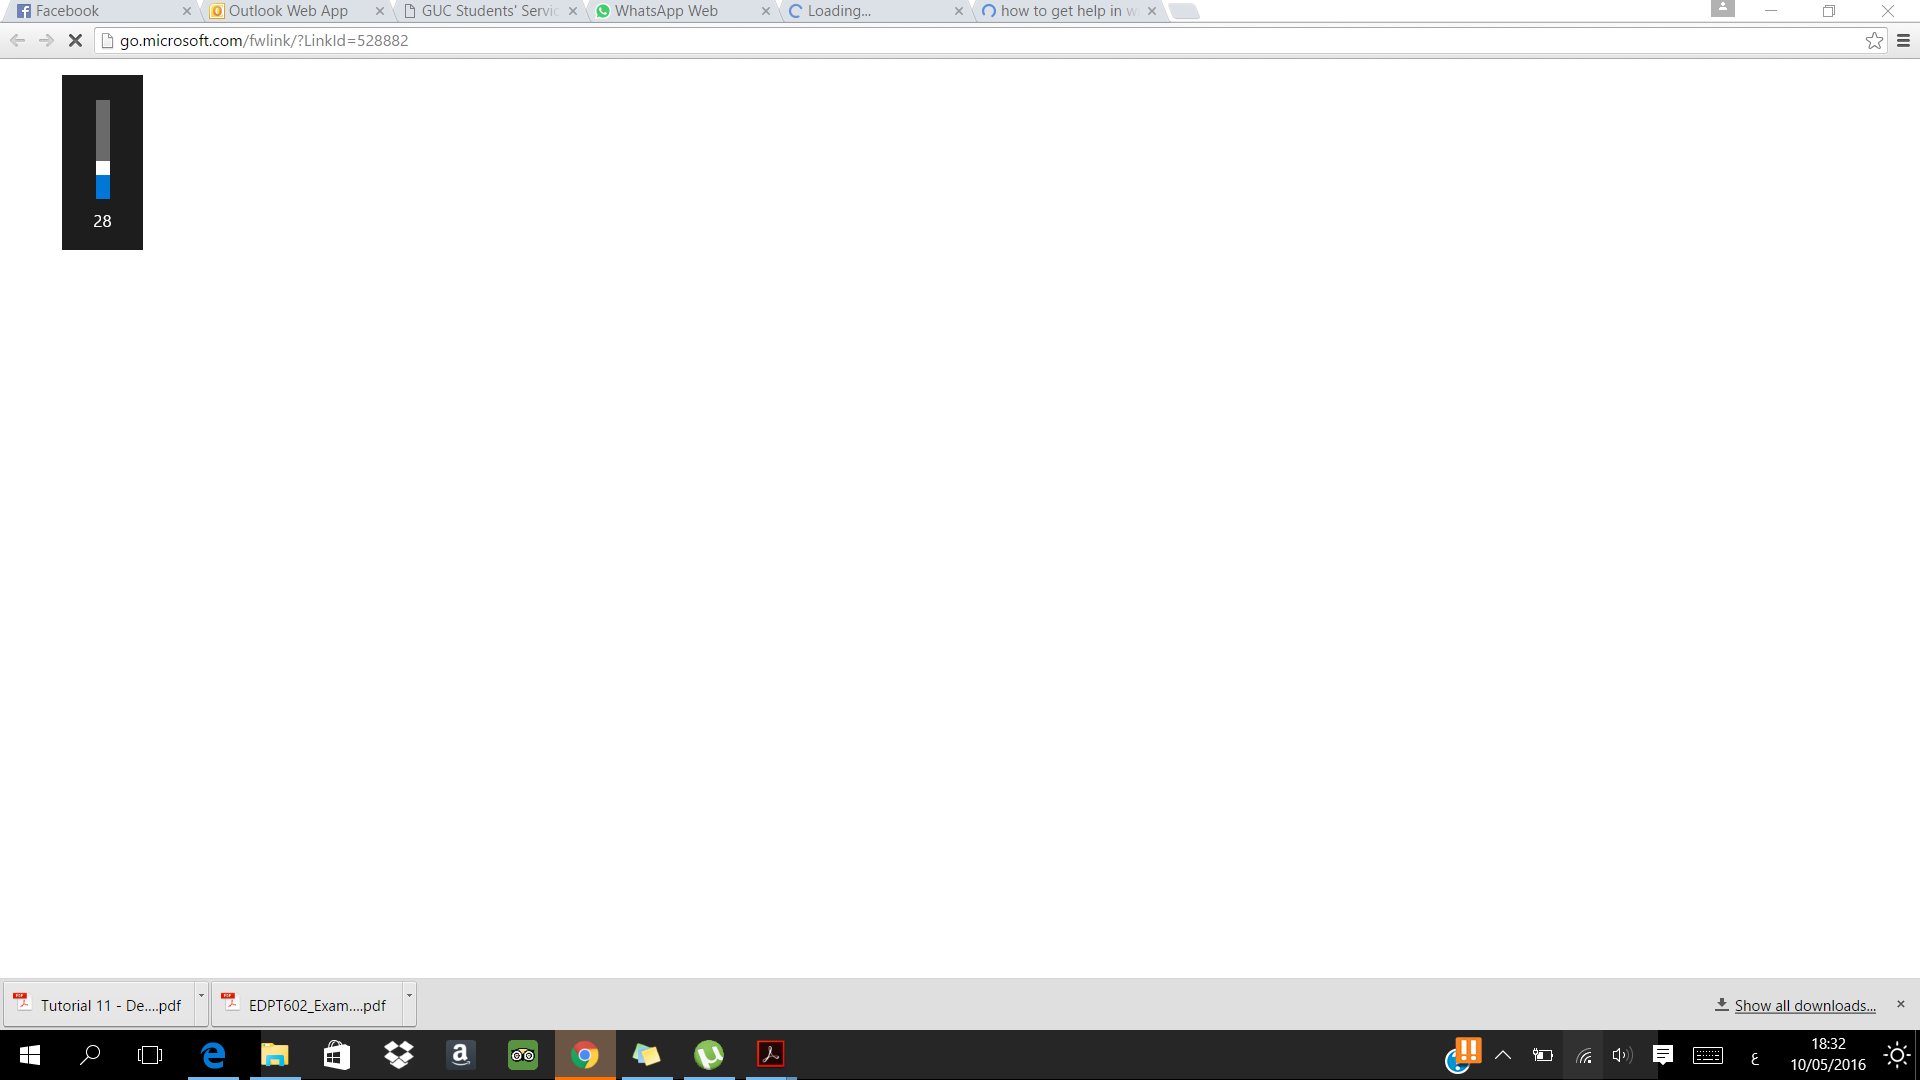 Facebook
Outlook Web App
GUC Students' Servic
WhatsApp Web
Loading...
how to get help in w
go.microsoft.com/fwlink/?LinkId=528882
28
Tutorial 11 - De....pdf
EDPT602_Exam....pdf
Show all downloads...
ع
18:32
10/05/2016